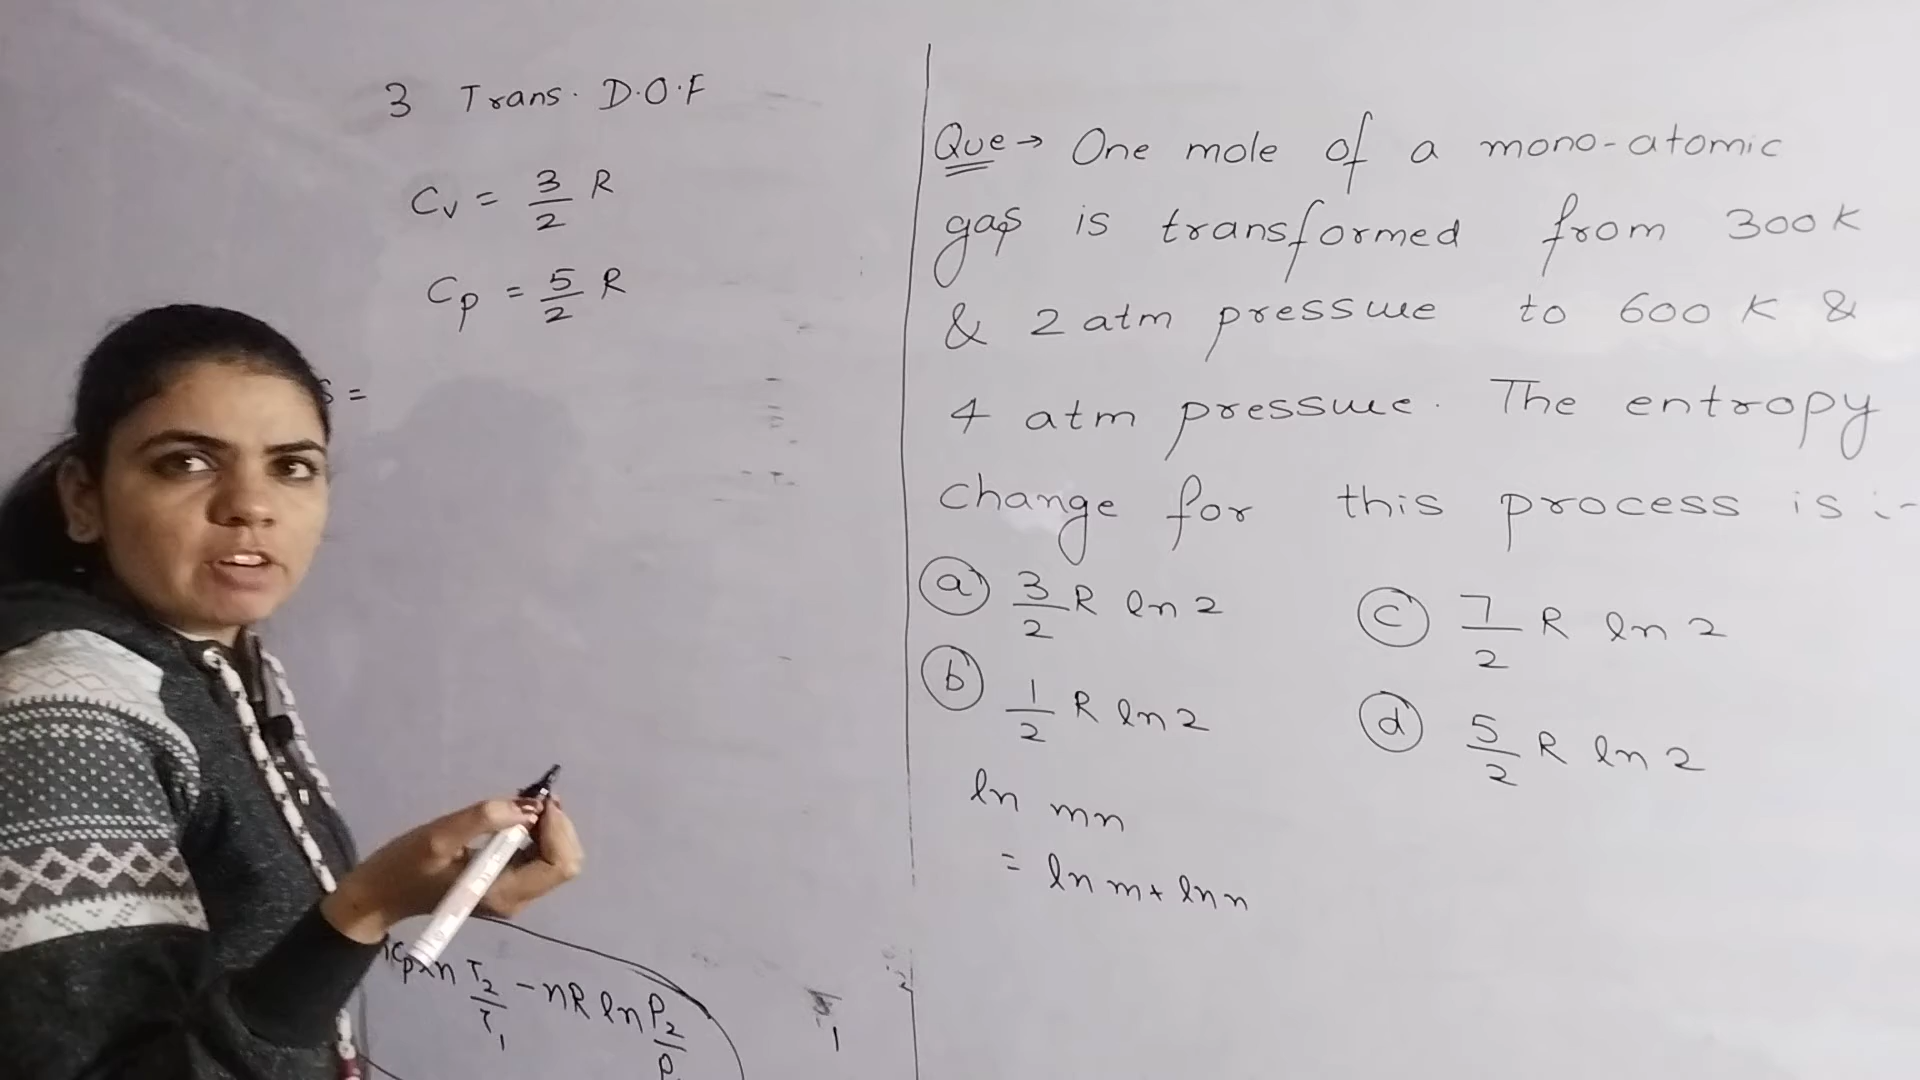 3 Trans. D.O.F
Cv = 3/2 R
Cp = 5/2 R
S =
nCp ln T2/T1 - nR ln P2/P
Que → One mole of a mono-atomic
gas is transformed from 300K
& 2 atm pressure to 600 K &
4 atm pressure. The entropy
change for this process is :-
(a) 3/2 R ln 2
(c) 7/2 R ln 2
(b) 1/2 R ln 2
(d) 5/2 R ln 2
ln mn
= ln m + ln n